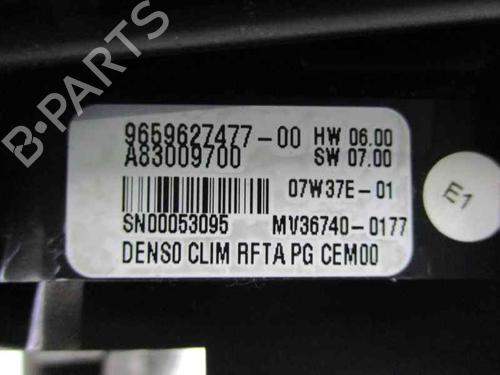 B-PARTS
9659627477-00 HW 06.00
A83009700 SW 07.00
07W37E-01
SN00053095 MV36740-0177
DENSO CLIM RFTA PG CEM00
E1